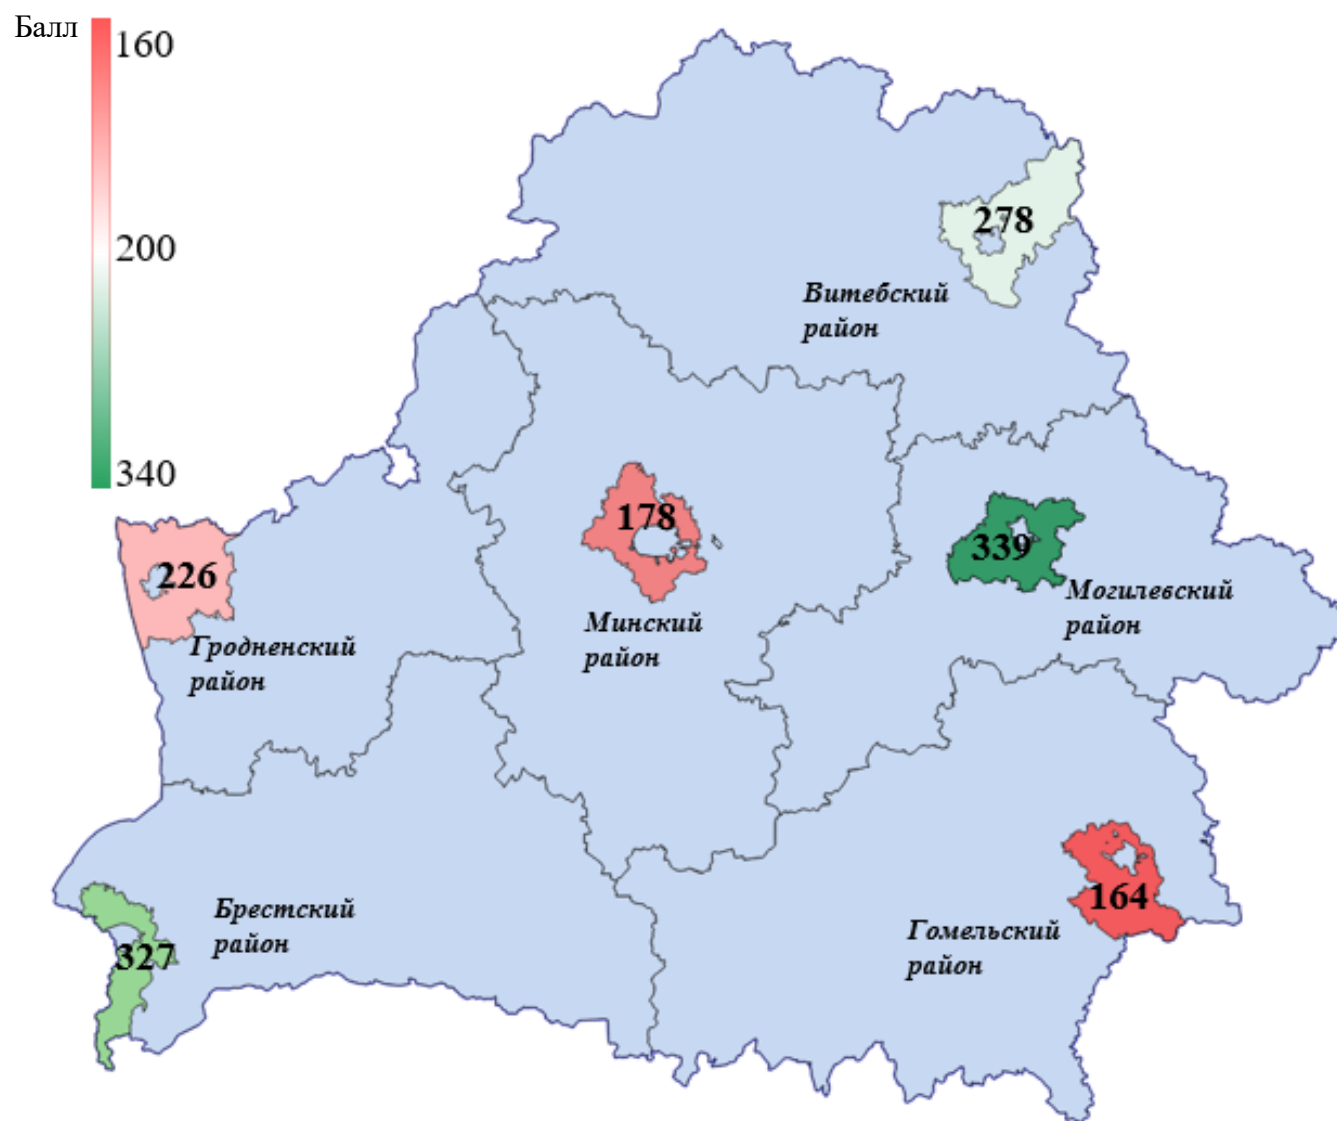 Балл
160
200
340
278
Витебский
район
178
Минский
район
339
Могилевский
район
226
Гродненский
район
327
Брестский
район
164
Гомельский
район